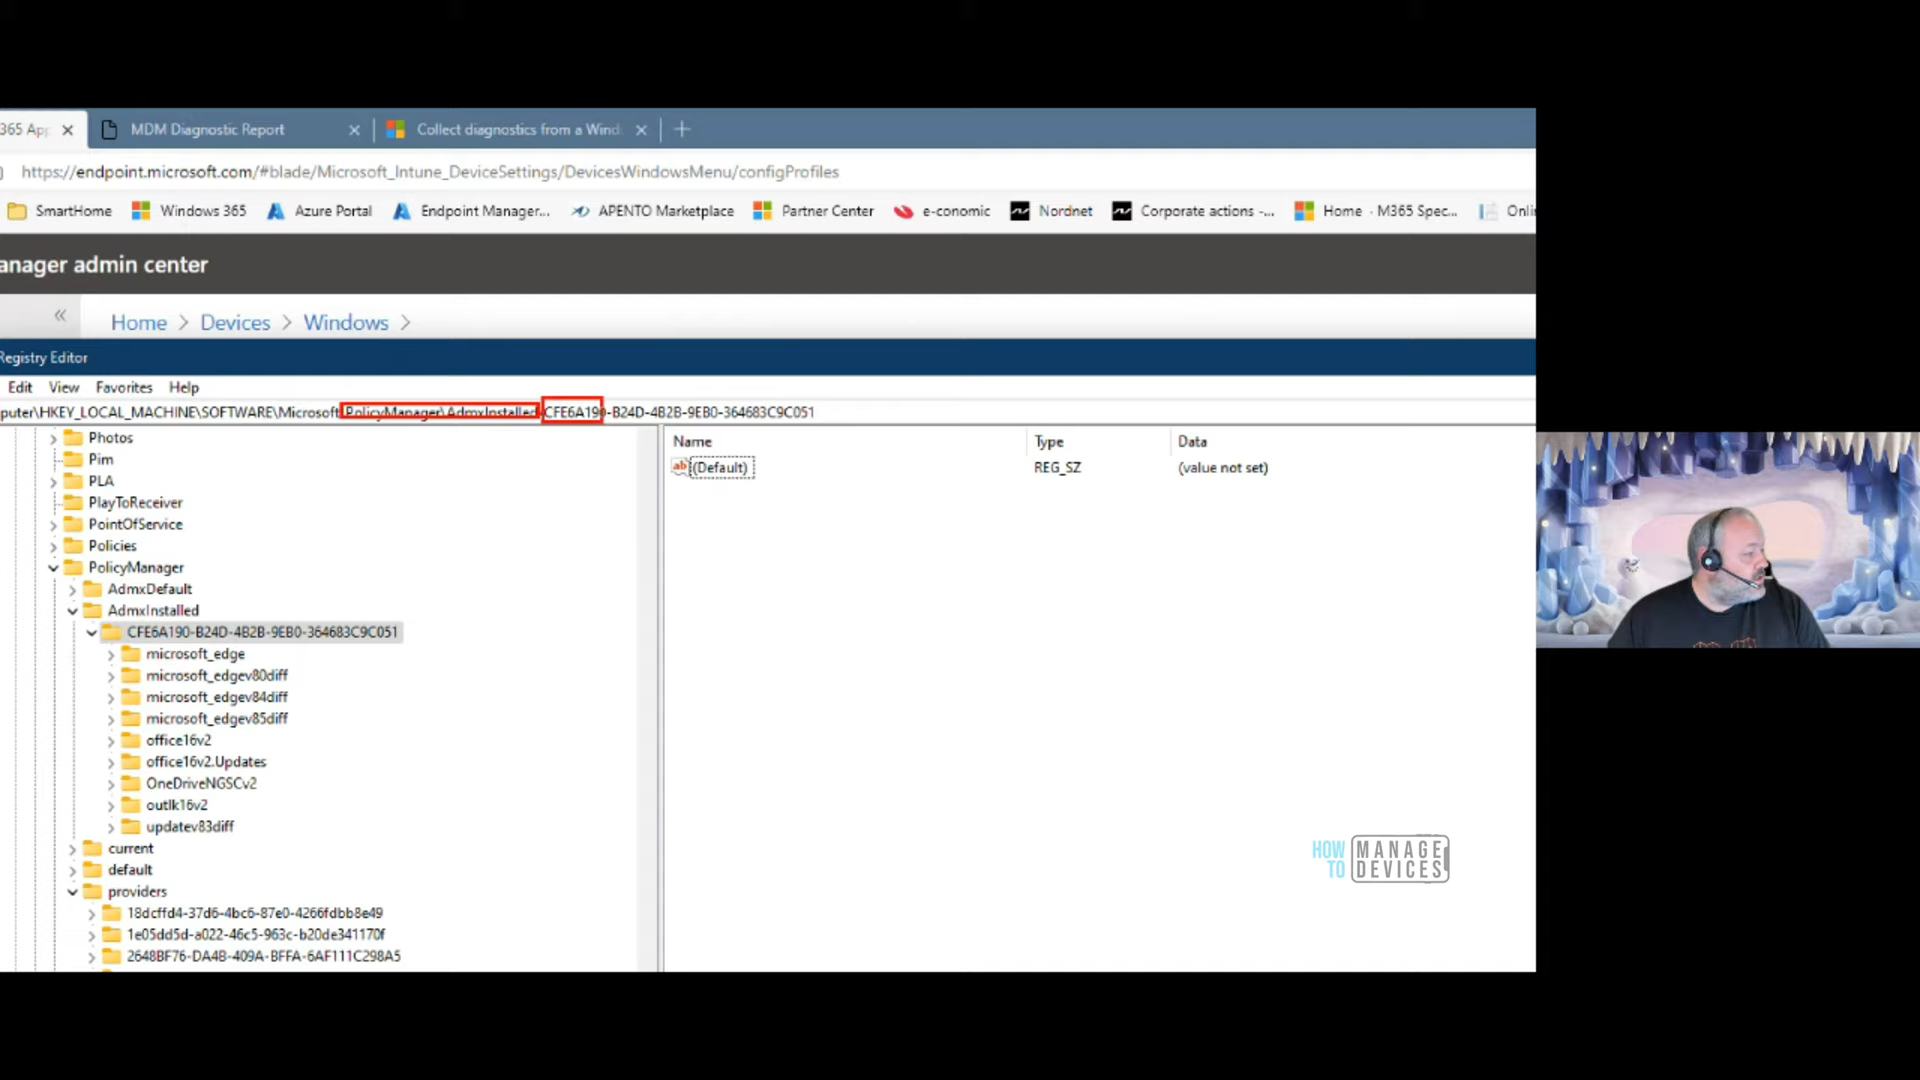 365 App MDM Diagnostic Report Collect diagnostics from a Wind
https://endpoint.microsoft.com/#blade/Microsoft_Intune_DeviceSettings/DevicesWindowsMenu/configProfiles
SmartHome Windows 365 Azure Portal Endpoint Manager... APENTO Marketplace Partner Center e-conomic Nordnet Corporate actions -... Home · M365 Spec... Onlin
anager admin center
« Home > Devices > Windows >
Registry Editor
Edit View Favorites Help
puter\HKEY_LOCAL_MACHINE\SOFTWARE\Microsoft\PolicyManager\AdmxInstalled\CFE6A190-B24D-4B2B-9EB0-364683C9C051
Name Type Data
(Default) REG_SZ (value not set)
Photos
Pim
PLA
PlayToReceiver
PointOfService
Policies
PolicyManager
AdmxDefault
AdmxInstalled
CFE6A190-B24D-4B2B-9EB0-364683C9C051
microsoft_edge
microsoft_edgev80diff
microsoft_edgev84diff
microsoft_edgev85diff
office16v2
office16v2.Updates
OneDriveNGSCv2
outlk16v2
updatev83diff
current
default
providers
18dcffd4-37d6-4bc6-87e0-4266fdbb8e49
1e05dd5d-a022-46c5-963c-b20de341170f
2648BF76-DA4B-409A-BFFA-6AF111C298A5
HOW TO MANAGE DEVICES